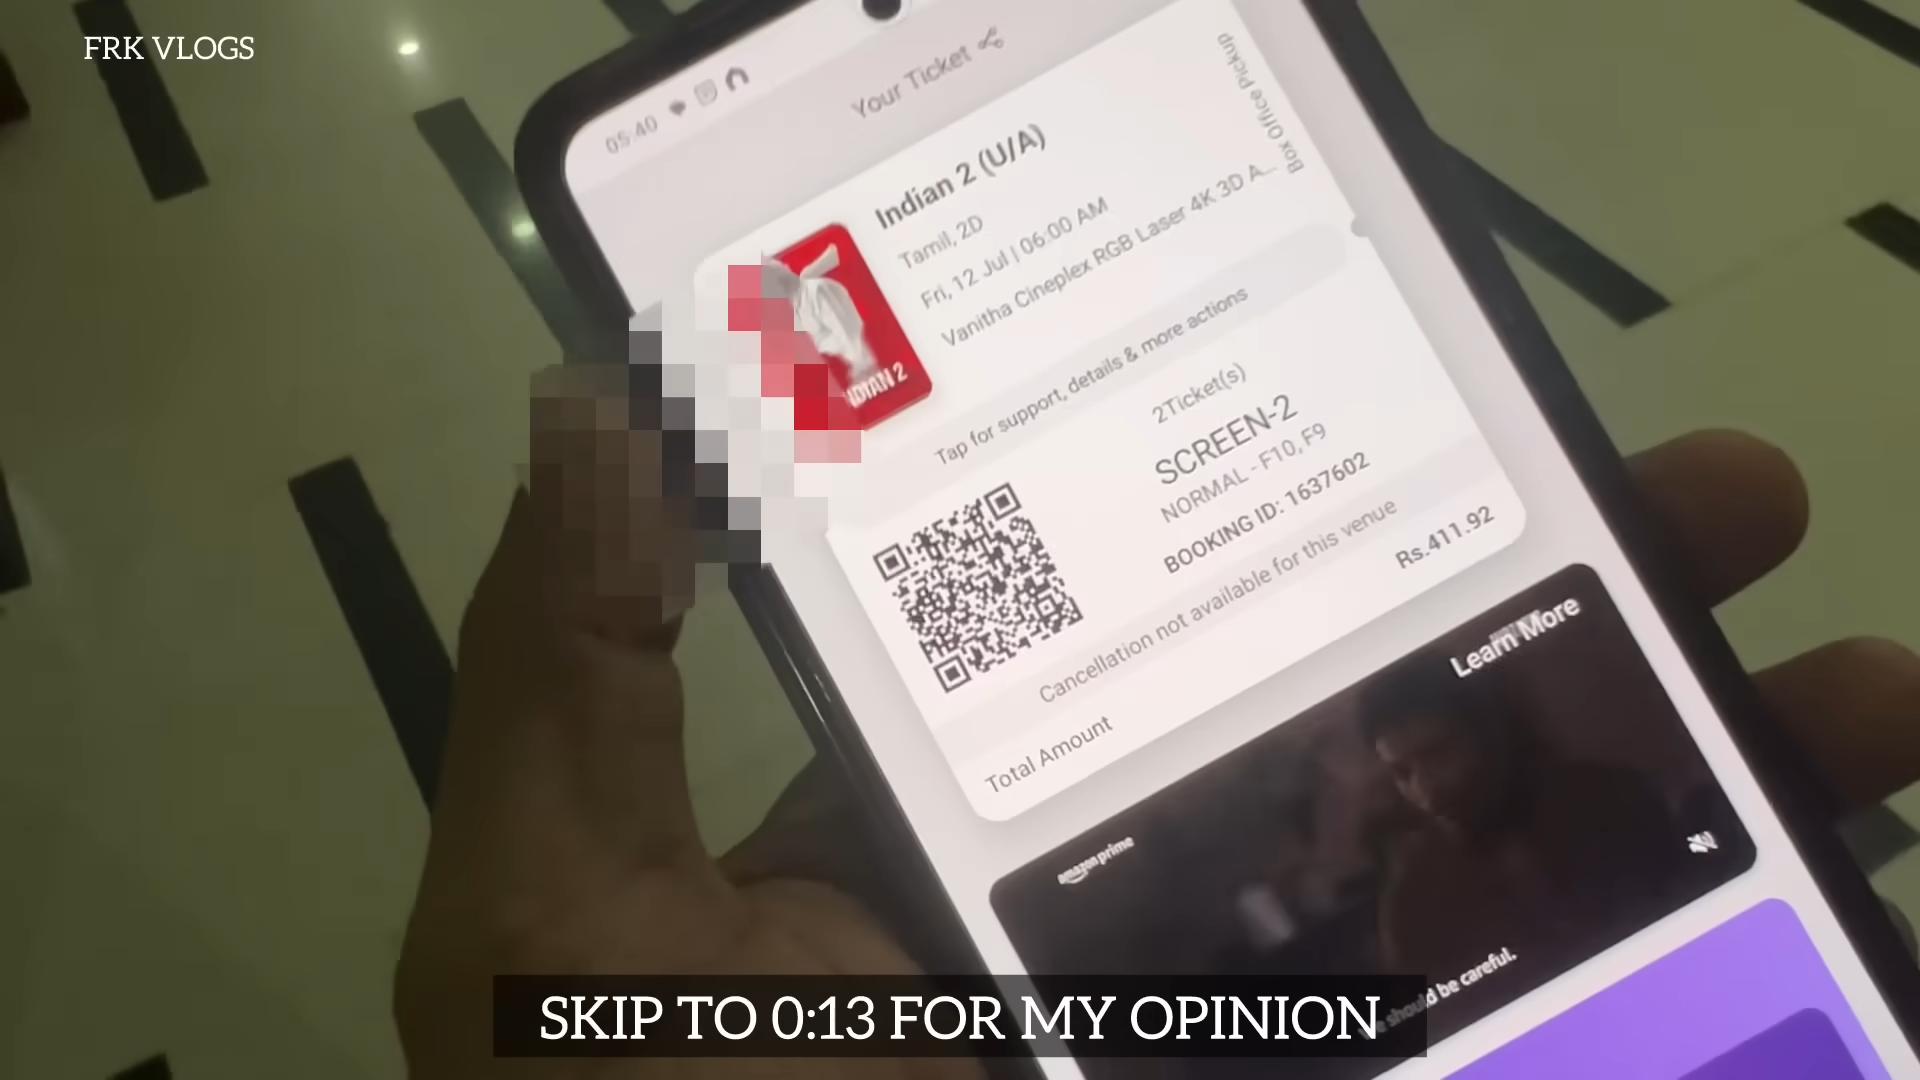 FRK VLOGS
05:40
Your Ticket
Box Office Pickup
Indian 2 (U/A)
Tamil, 2D
Fri, 12 Jul | 06:00 AM
Vanitha Cineplex RGB Laser 4K 3D A...
INDIAN 2
Tap for support, details & more actions
2Ticket(s)
SCREEN-2
NORMAL - F10, F9
BOOKING ID: 1637602
Cancellation not available for this venue
Total Amount Rs.411.92
Learn More
amazon prime
should be careful.
SKIP TO 0:13 FOR MY OPINION